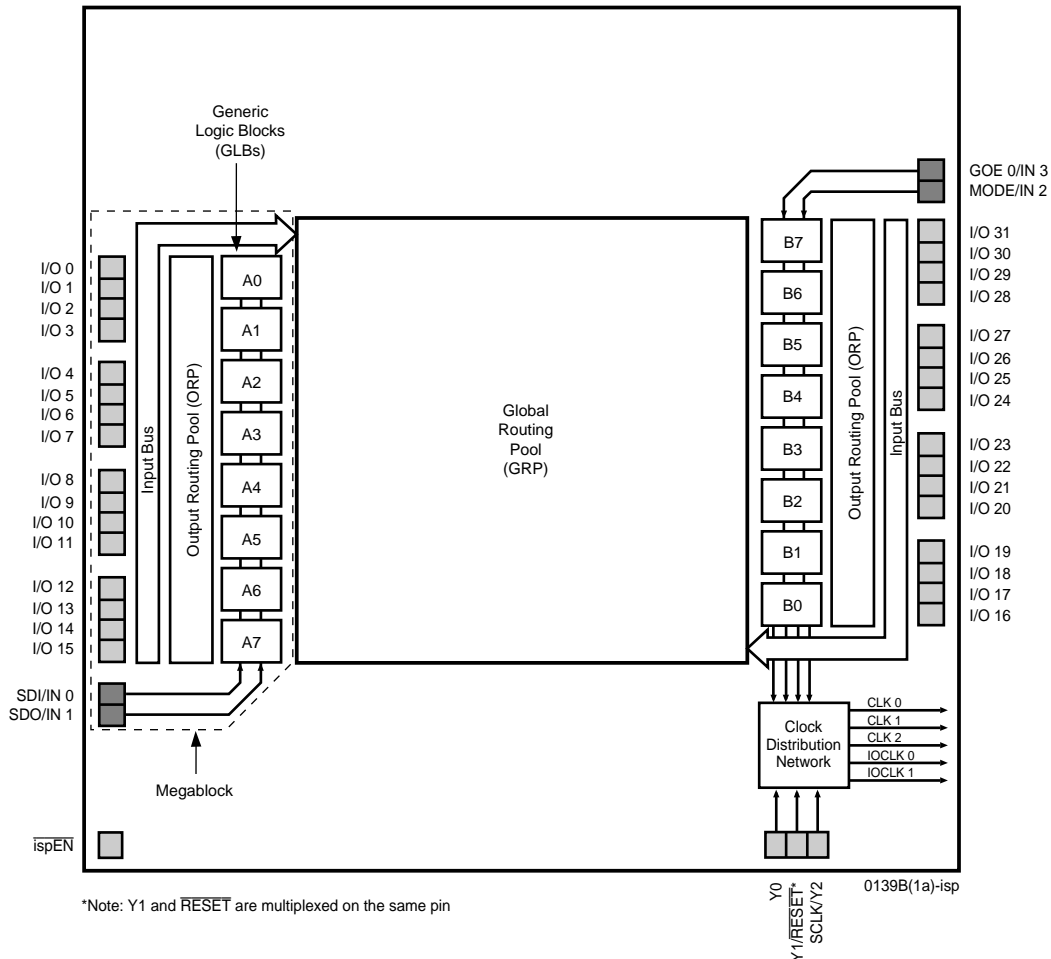 Generic
Logic Blocks
(GLBs)
GOE 0/IN 3
MODE/IN 2
I/O 0
I/O 1
I/O 2
I/O 3
I/O 4
I/O 5
I/O 6
I/O 7
I/O 8
I/O 9
I/O 10
I/O 11
I/O 12
I/O 13
I/O 14
I/O 15
SDI/IN 0
SDO/IN 1
Input Bus
Output Routing Pool (ORP)
A0
A1
A2
A3
A4
A5
A6
A7
Global
Routing
Pool
(GRP)
B7
B6
B5
B4
B3
B2
B1
B0
Output Routing Pool (ORP)
Input Bus
I/O 31
I/O 30
I/O 29
I/O 28
I/O 27
I/O 26
I/O 25
I/O 24
I/O 23
I/O 22
I/O 21
I/O 20
I/O 19
I/O 18
I/O 17
I/O 16
Clock
Distribution
Network
CLK 0
CLK 1
CLK 2
IOCLK 0
IOCLK 1
Megablock
ispEN
Y0
Y1/RESET*
SCLK/Y2
0139B(1a)-isp
*Note: Y1 and RESET are multiplexed on the same pin